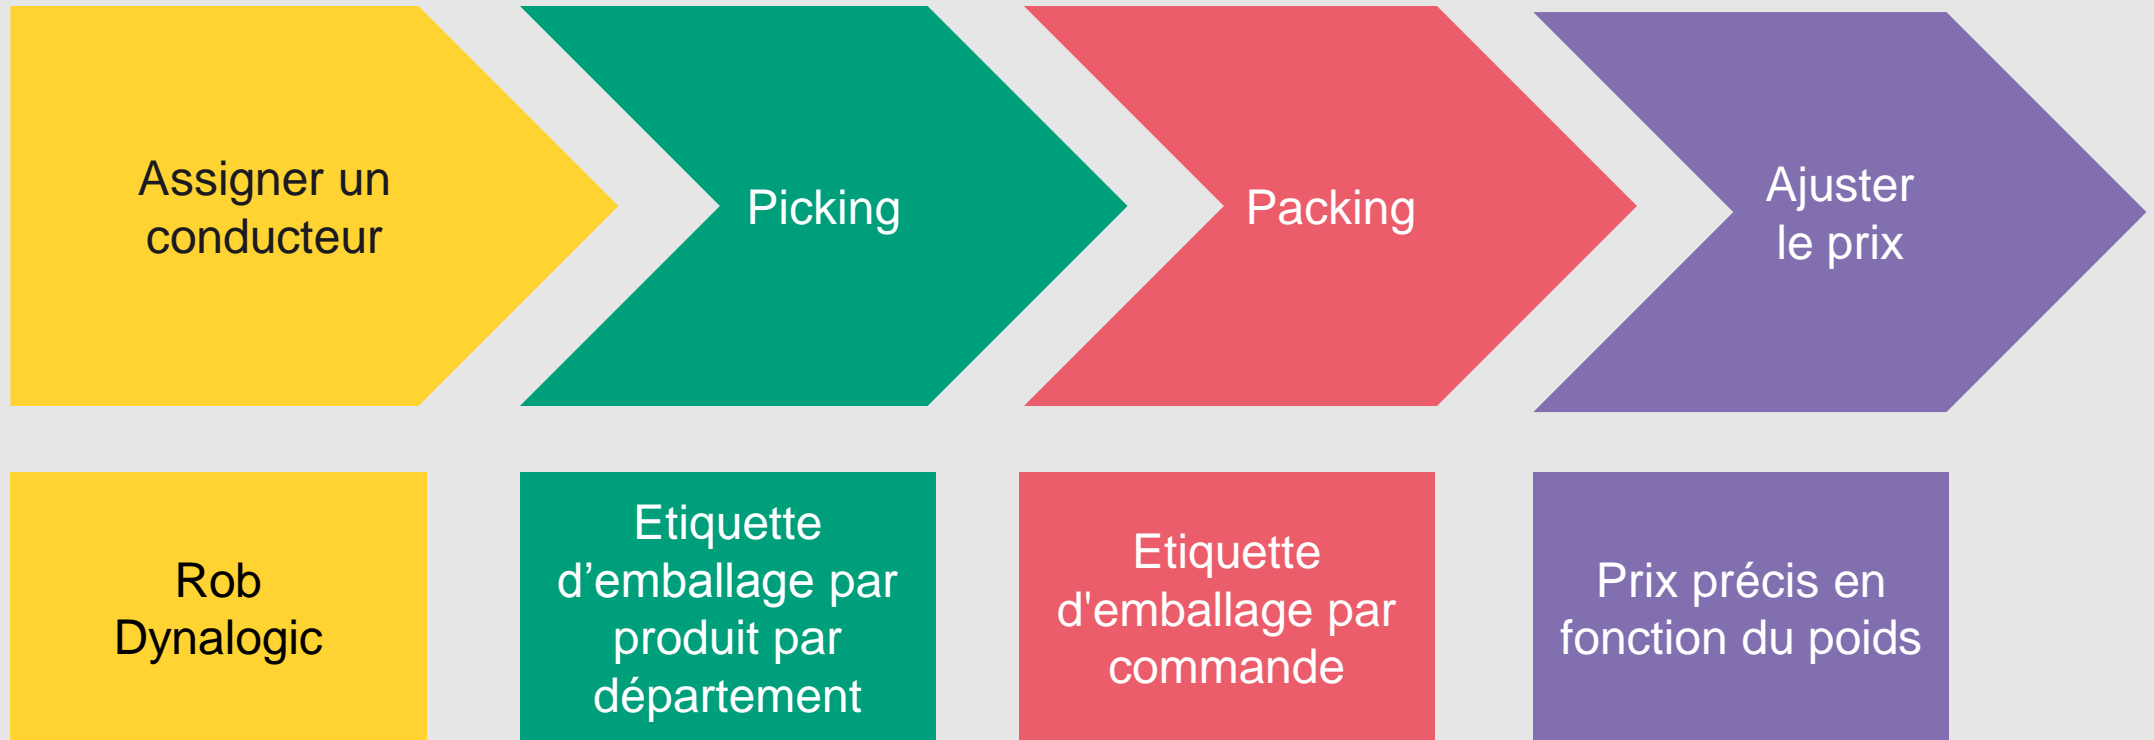 Assigner un
conducteur
Picking
Packing
Ajuster
le prix
Rob
Dynalogic
Etiquette
d’emballage par
produit par
département
Etiquette
d'emballage par
commande
Prix précis en
fonction du poids